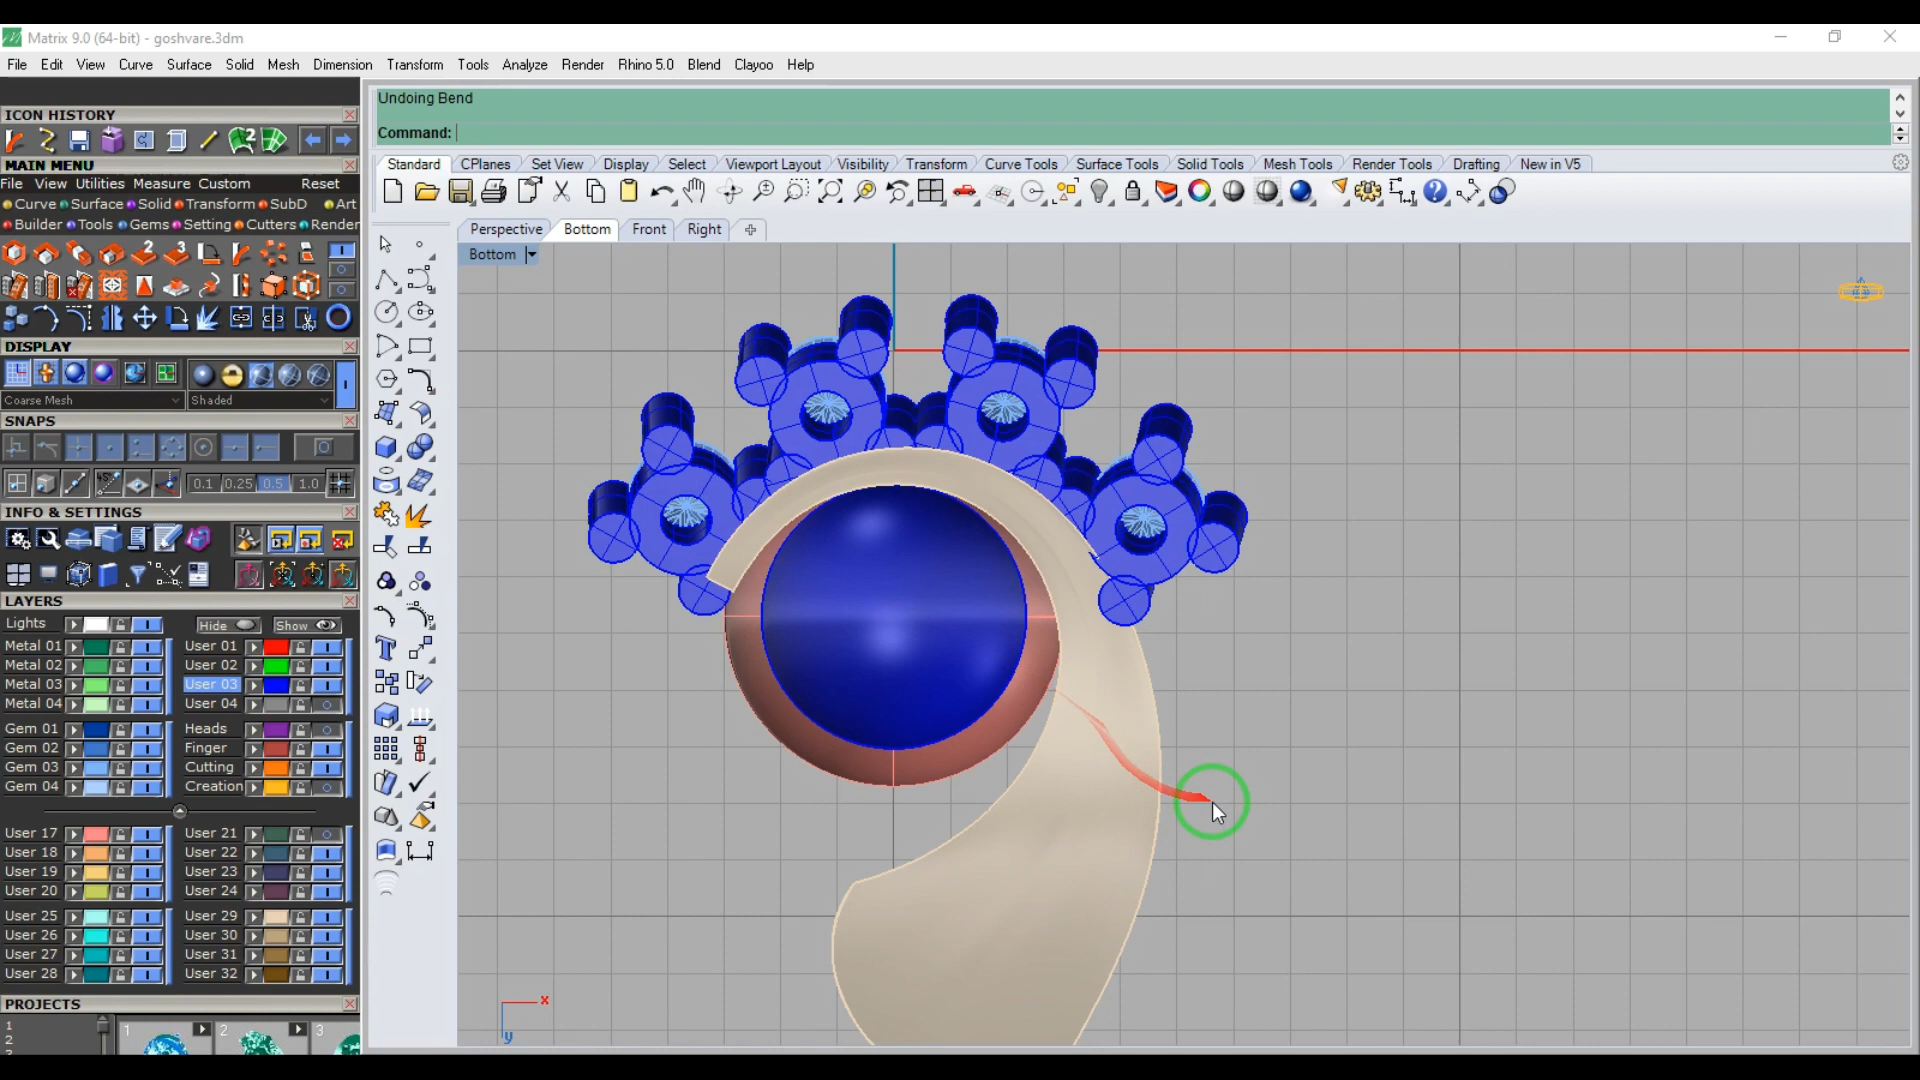 Matrix 9.0 (64-bit) - goshvare.3dm
File Edit View Curve Surface Solid Mesh Dimension Transform Tools Analyze Render Rhino 5.0 Blend Clayoo Help
ICON HISTORY
MAIN MENU
File View Utilities Measure Custom Reset
Curve Surface Solid Transform SubD Art
Builder Tools Gems Setting Cutters Render
2 3
DISPLAY
Coarse Mesh Shaded
SNAPS
0.1 0.25 0.5 1.0
INFO & SETTINGS
LAYERS
Lights Hide Show
Metal 01 User 01
Metal 02 User 02
Metal 03 User 03
Metal 04 User 04
Gem 01 Heads
Gem 02 Finger
Gem 03 Cutting
Gem 04 Creation
User 17 User 21
User 18 User 22
User 19 User 23
User 20 User 24
User 25 User 29
User 26 User 30
User 27 User 31
User 28 User 32
PROJECTS
1 1 2 3
2
Undoing Bend
Command:
Standard CPlanes Set View Display Select Viewport Layout Visibility Transform Curve Tools Surface Tools Solid Tools Mesh Tools Render Tools Drafting New in V5
Perspective Bottom Front Right
Bottom
x
y